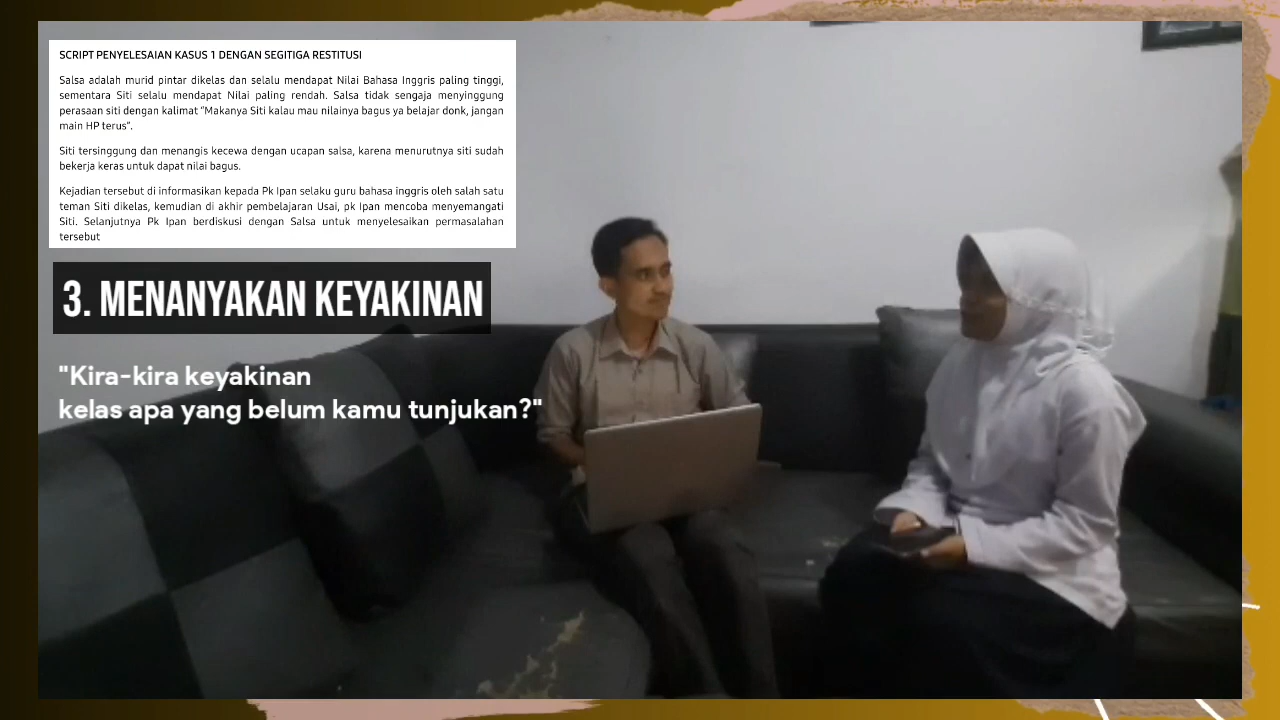 SCRIPT PENYELESAIAN KASUS 1 DENGAN SEGITIGA RESTITUSI
Salsa adalah murid pintar dikelas dan selalu mendapat Nilai Bahasa Inggris paling tinggi,
sementara Siti selalu mendapat Nilai paling rendah. Salsa tidak sengaja menyinggung
perasaan siti dengan kalimat “Makanya Siti kalau mau nilainya bagus ya belajar donk, jangan
main HP terus”.
Siti tersinggung dan menangis kecewa dengan ucapan salsa, karena menurutnya siti sudah
bekerja keras untuk dapat nilai bagus.
Kejadian tersebut di informasikan kepada Pk Ipan selaku guru bahasa inggris oleh salah satu
teman Siti dikelas, kemudian di akhir pembelajaran Usai, pk Ipan mencoba menyemangati
Siti. Selanjutnya Pk Ipan berdiskusi dengan Salsa untuk menyelesaikan permasalahan
tersebut
3. MENANYAKAN KEYAKINAN
"Kira-kira keyakinan
kelas apa yang belum kamu tunjukan?"